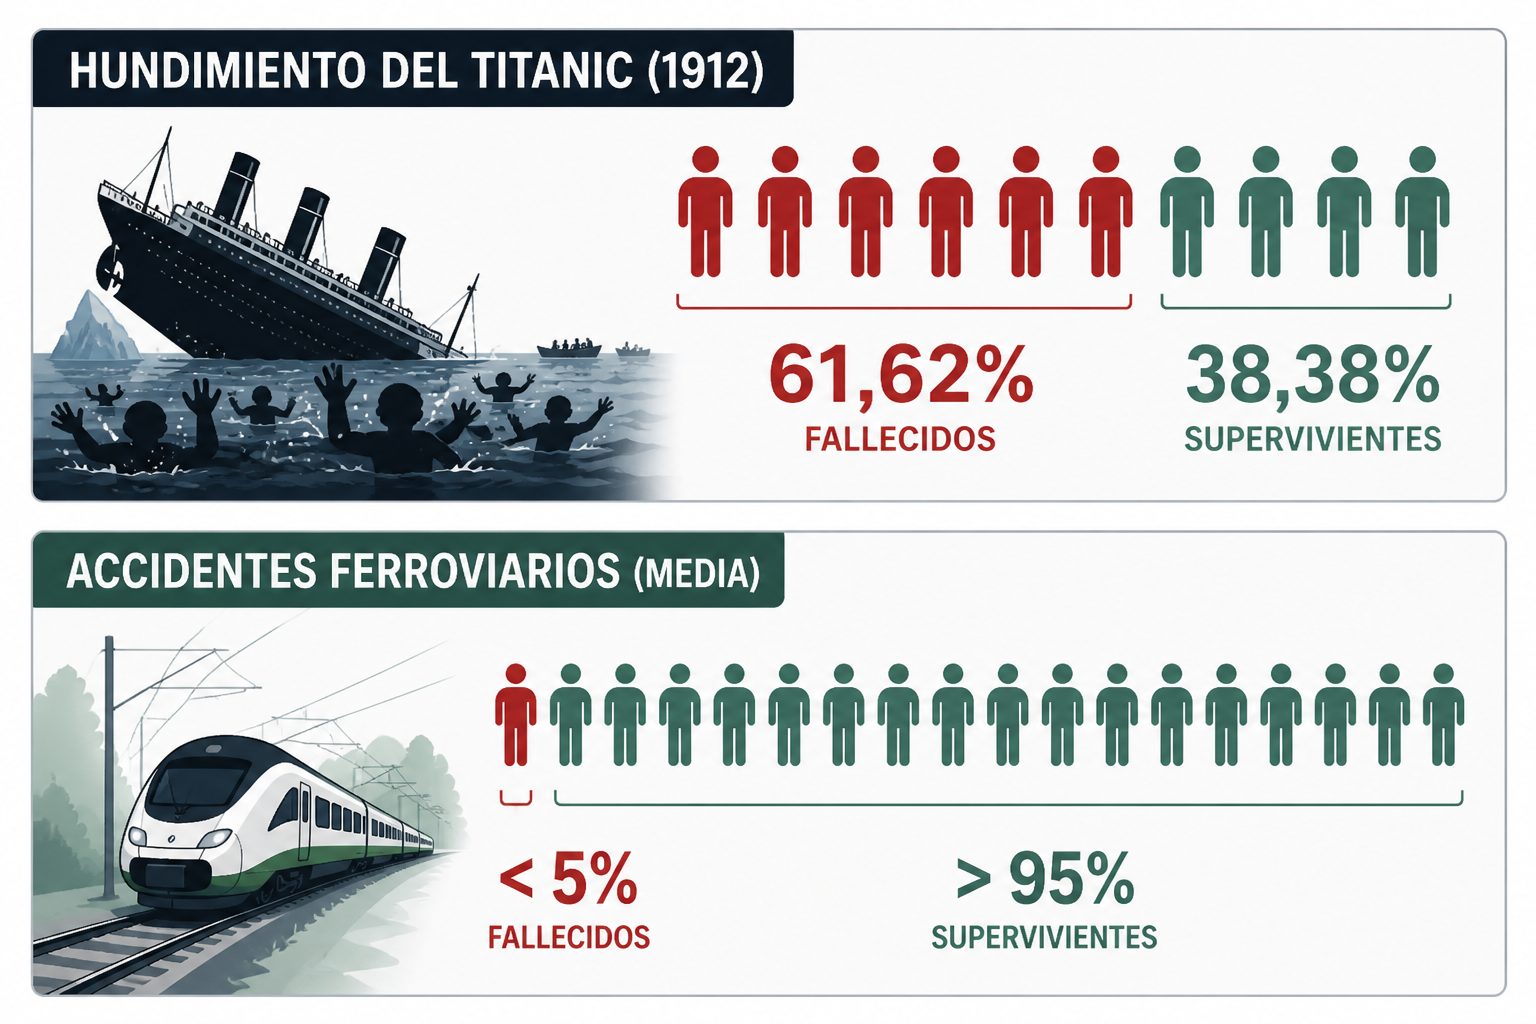 HUNDIMIENTO DEL TITANIC (1912)
61,62%
FALLECIDOS
38,38%
SUPERVIVIENTES
ACCIDENTES FERROVIARIOS (MEDIA)
< 5%
FALLECIDOS
> 95%
SUPERVIVIENTES